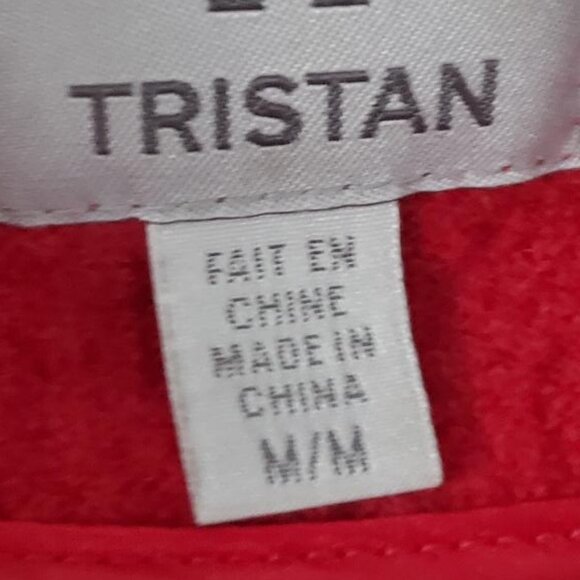 TRISTAN
FAIT EN
CHINE
MADE IN
CHINA
M/M